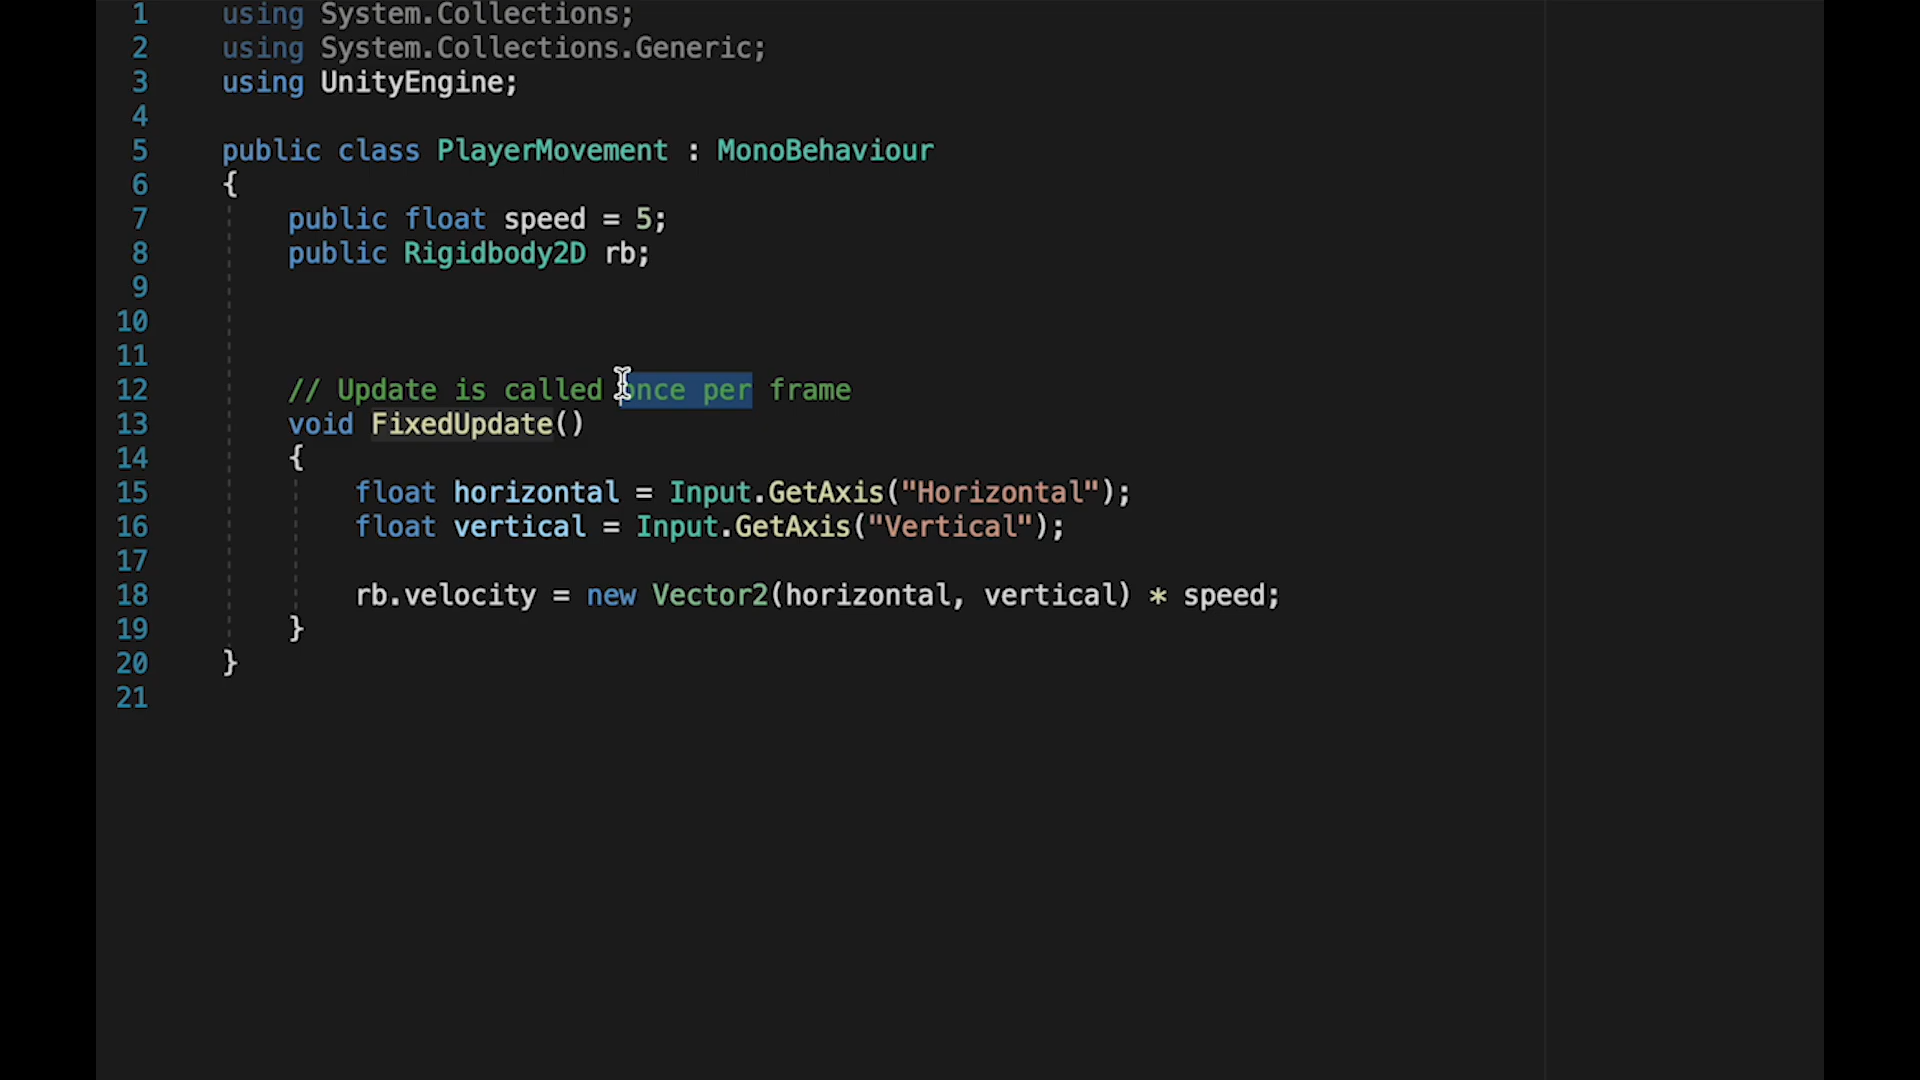 1 using System.Collections;
2 using System.Collections.Generic;
3 using UnityEngine;
4
5 public class PlayerMovement : MonoBehaviour
6 {
7 public float speed = 5;
8 public Rigidbody2D rb;
9
10
11
12 // Update is called once per frame
13 void FixedUpdate()
14 {
15 float horizontal = Input.GetAxis("Horizontal");
16 float vertical = Input.GetAxis("Vertical");
17
18 rb.velocity = new Vector2(horizontal, vertical) * speed;
19 }
20 }
21